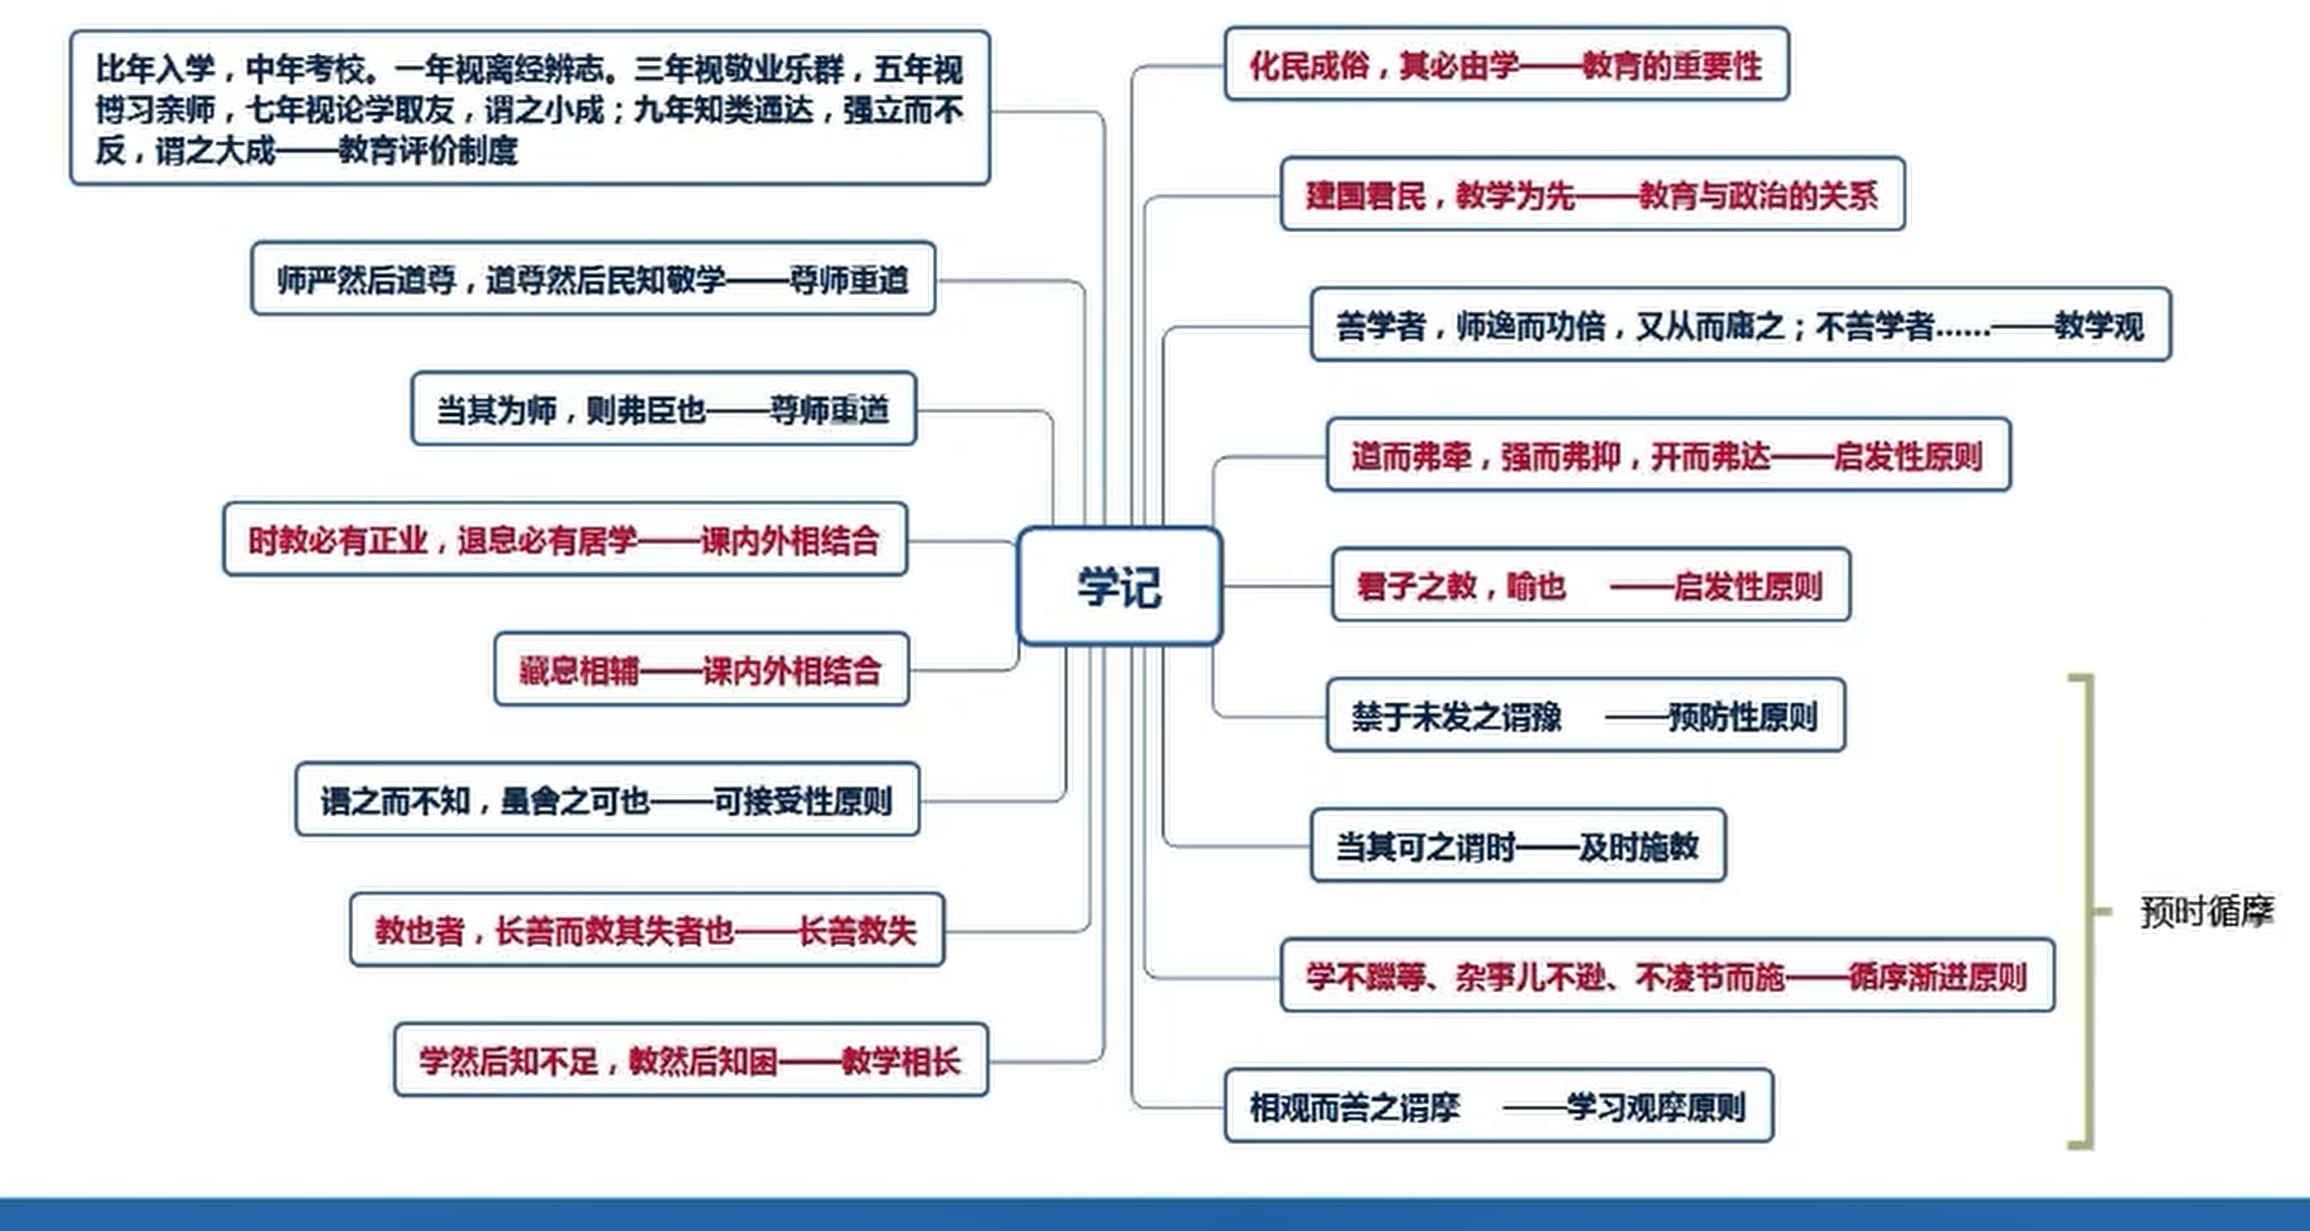 比年入学，中年考校。一年视离经辨志。三年视敬业乐群，五年视
博习亲师，七年视论学取友，谓之小成；九年知类通达，强立而不
反，谓之大成——教育评价制度
师严然后道尊，道尊然后民知敬学——尊师重道
当其为师，则弗臣也——尊师重道
时教必有正业，退息必有居学——课内外相结合
藏息相辅——课内外相结合
语之而不知，虽舍之可也——可接受性原则
教也者，长善而救其失者也——长善救失
学然后知不足，教然后知困——教学相长
学记
化民成俗，其必由学——教育的重要性
建国君民，教学为先——教育与政治的关系
善学者，师逸而功倍，又从而庸之；不善学者……——教学观
道而弗牵，强而弗抑，开而弗达——启发性原则
君子之教，喻也 ——启发性原则
禁于未发之谓豫 ——预防性原则
当其可之谓时——及时施教
学不躐等、杂事儿不逊、不凌节而施——循序渐进原则
相观而善之谓摩 ——学习观摩原则
预时循摩